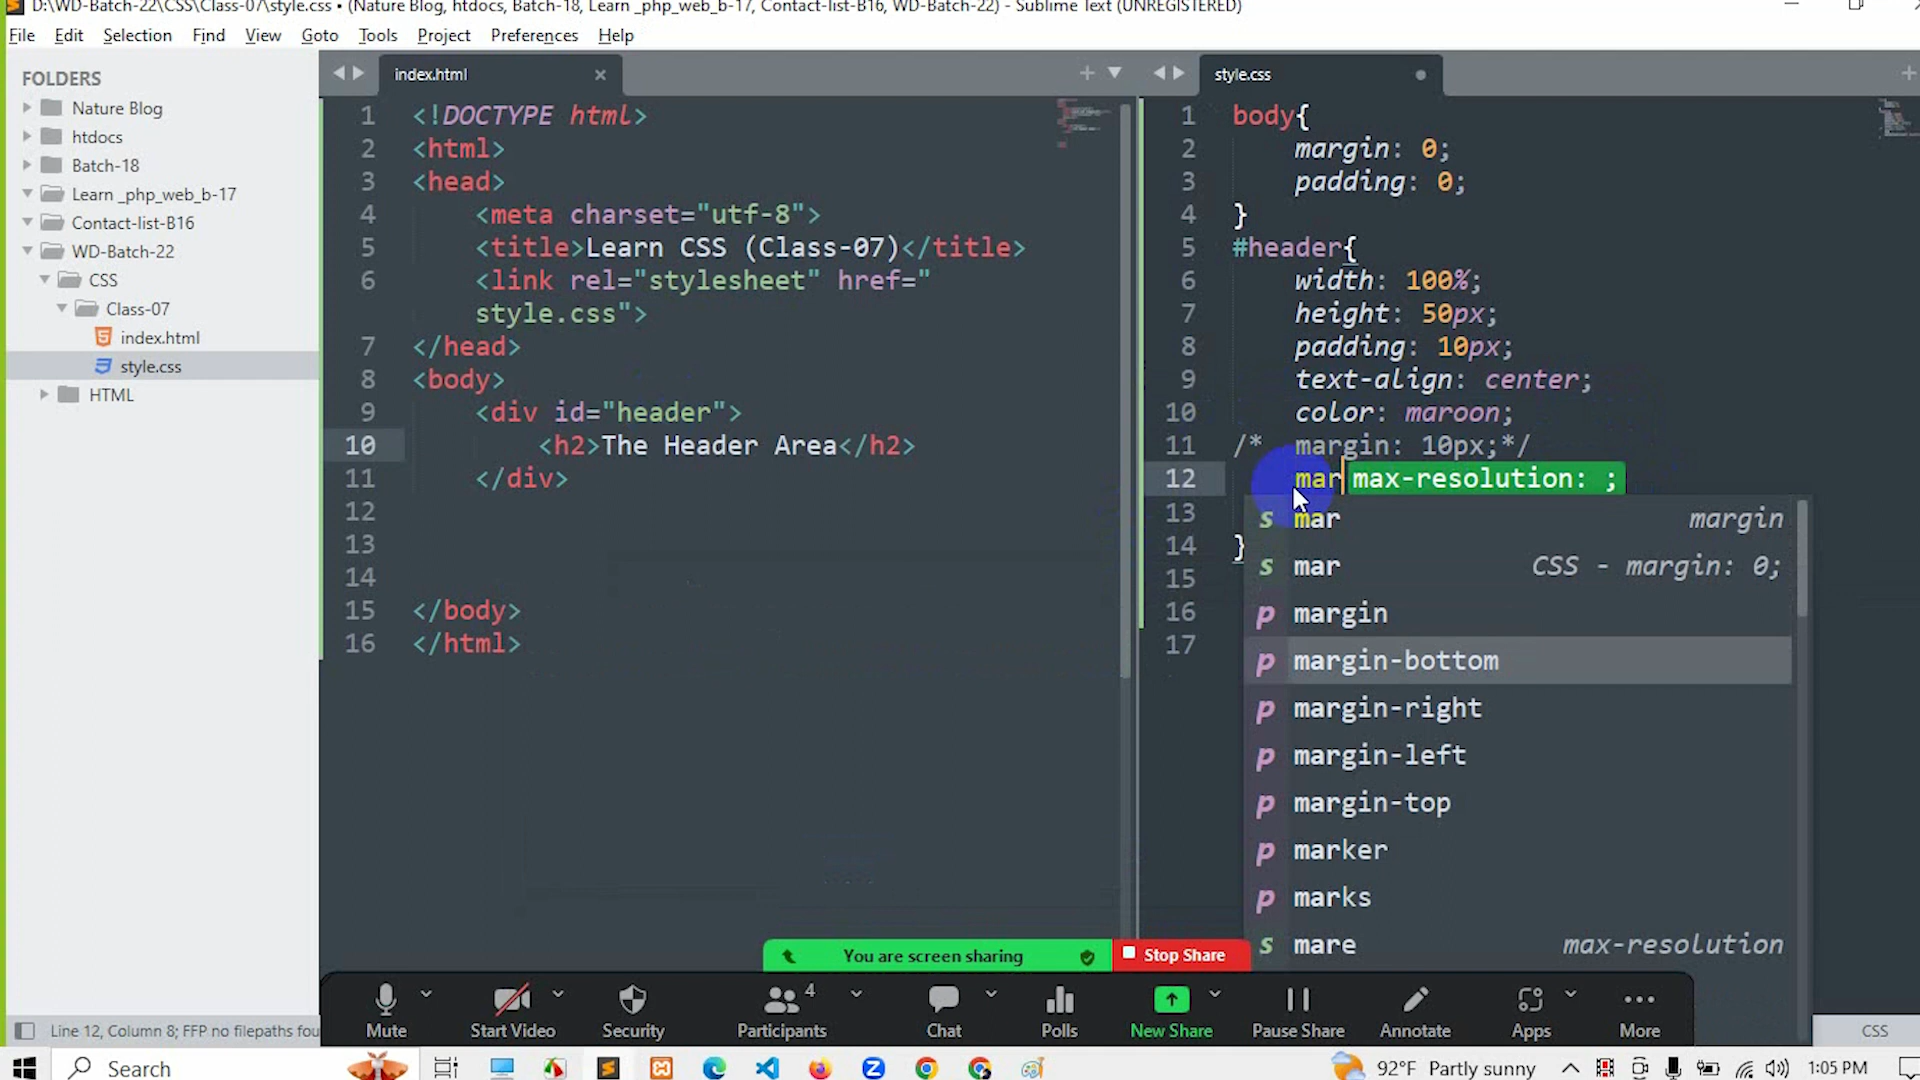 D:\WD-Batch-22\CSS\Class-07\style.css • (Nature Blog, htdocs, Batch-18, Learn _php_web_b-17, Contact-list-B16, WD-Batch-22) - Sublime Text (UNREGISTERED)
File Edit Selection Find View Goto Tools Project Preferences Help
FOLDERS
Nature Blog
htdocs
Batch-18
Learn _php_web_b-17
Contact-list-B16
WD-Batch-22
CSS
Class-07
index.html
style.css
HTML
index.html
1 <!DOCTYPE html>
2 <html>
3 <head>
4 <meta charset="utf-8">
5 <title>Learn CSS (Class-07)</title>
6 <link rel="stylesheet" href="
style.css">
7 </head>
8 <body>
9 <div id="header">
10 <h2>The Header Area</h2>
11 </div>
12
13
14
15 </body>
16 </html>
style.css
1 body{
2 margin: 0;
3 padding: 0;
4 }
5 #header{
6 width: 100%;
7 height: 50px;
8 padding: 10px;
9 text-align: center;
10 color: maroon;
11 /* margin: 10px;*/
12 mar max-resolution: ;
13
14 }
15
16
17
s mar margin
s mar CSS - margin: 0;
p margin
p margin-bottom
p margin-right
p margin-left
p margin-top
p marker
p marks
s mare max-resolution
You are screen sharing Stop Share
Mute Start Video Security Participants 4 Chat Polls New Share Pause Share Annotate Apps More
Line 12, Column 8; FFP no filepaths fou
CSS
Search
92°F Partly sunny
1:05 PM